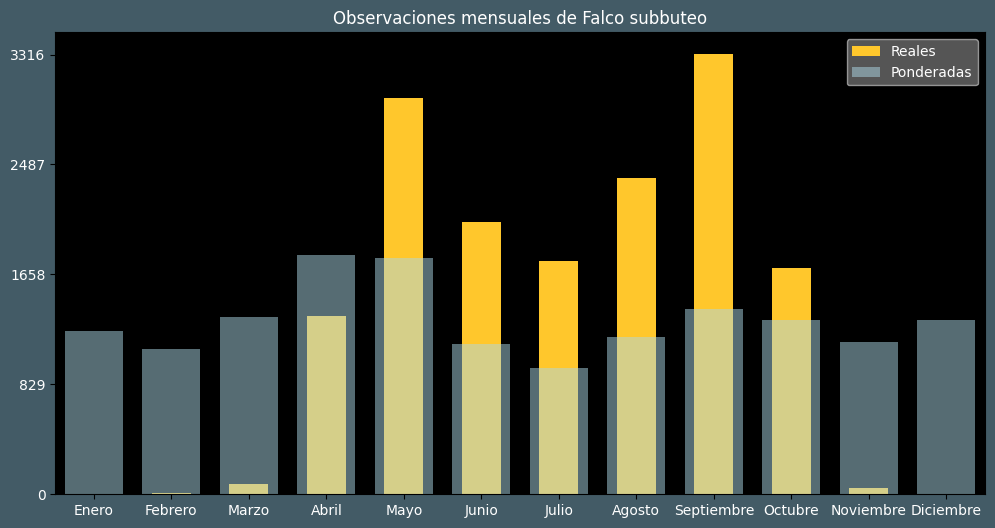 Observaciones mensuales de Falco subbuteo
Reales
Ponderadas
3316
2487
1658
829
0
Enero Febrero Marzo Abril Mayo Junio Julio Agosto Septiembre Octubre Noviembre Diciembre